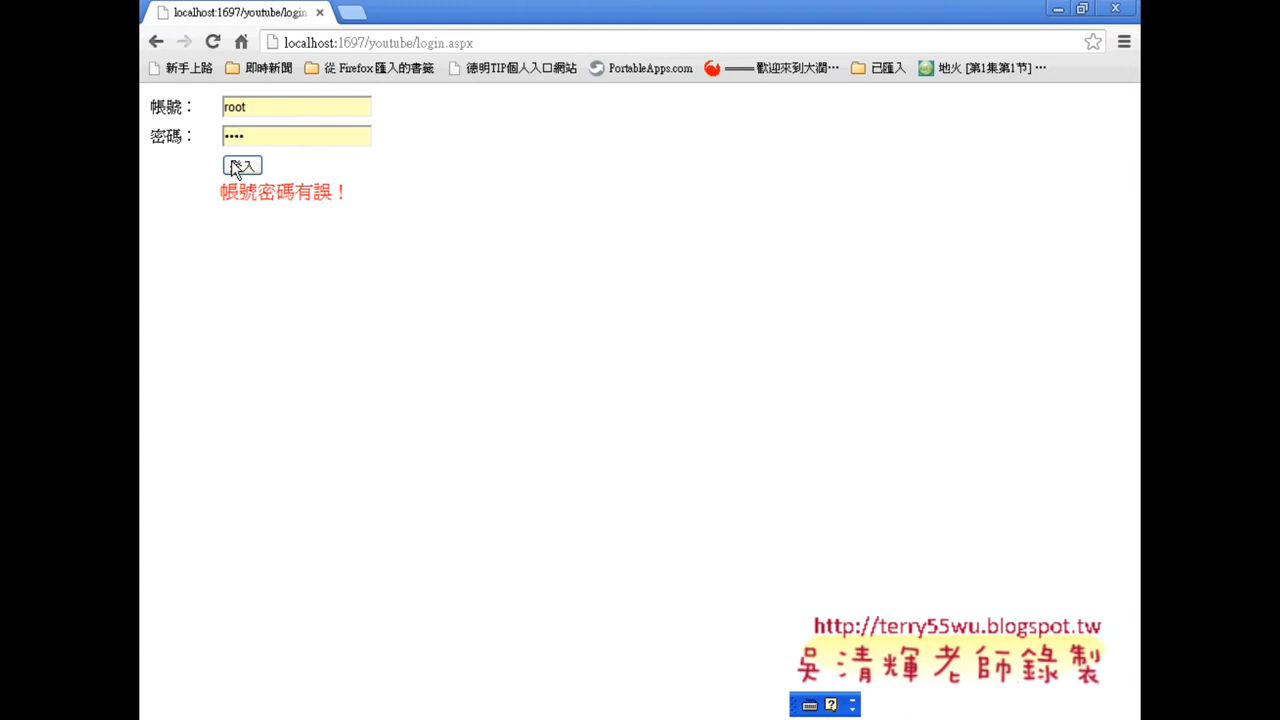 localhost:1697/youtube/login
localhost:1697/youtube/login.aspx
新手上路 即時新聞 從 Firefox 匯入的書籤 德明TIP個人入口網站 PortableApps.com ═══歡迎來到大調… 已匯入 地火 [第1集第1节] …
帳號： root
密碼： ••••
入
帳號密碼有誤！
http://terry55wu.blogspot.tw
吳清輝老師錄製